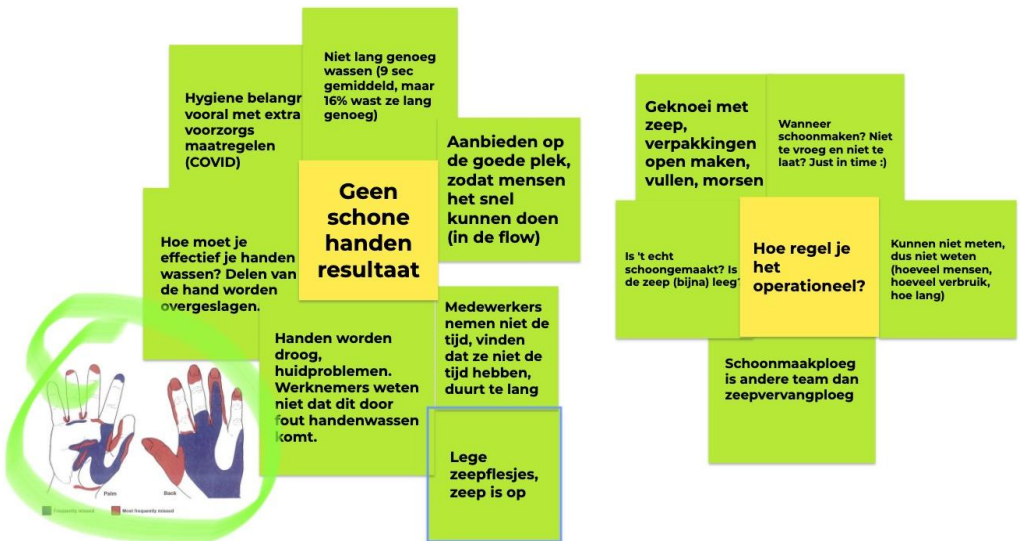 Niet lang genoeg
wassen (9 sec
gemiddeld, maar
16% wast ze lang
genoeg)
Hygiene belangr
vooral met extra
voorzorgs
maatregelen
(COVID)
Aanbieden op
de goede plek,
zodat mensen
het snel
kunnen doen
(in de flow)
Geen
schone
handen
resultaat
Hoe moet je
effectief je handen
wassen? Delen van
de hand worden
overgeslagen.
Medewerkers
nemen niet de
tijd, vinden
dat ze niet de
tijd hebben,
duurt te lang
Handen worden
droog,
huidproblemen.
Werknemers weten
niet dat dit door
fout handenwassen
komt.
Lege
zeepflesjes,
zeep is op
Palm
Back
Frequently missed
Most frequently missed
Geknoei met
zeep,
verpakkingen
open maken,
vullen, morsen
Wanneer
schoonmaken? Niet
te vroeg en niet te
laat? Just in time :)
Is 't echt
schoongemaakt? Is
de zeep (bijna) leeg?
Hoe regel je
het
operationeel?
Kunnen niet meten,
dus niet weten
(hoeveel mensen,
hoeveel verbruik,
hoe lang)
Schoonmaakploeg
is andere team dan
zeepvervangploeg